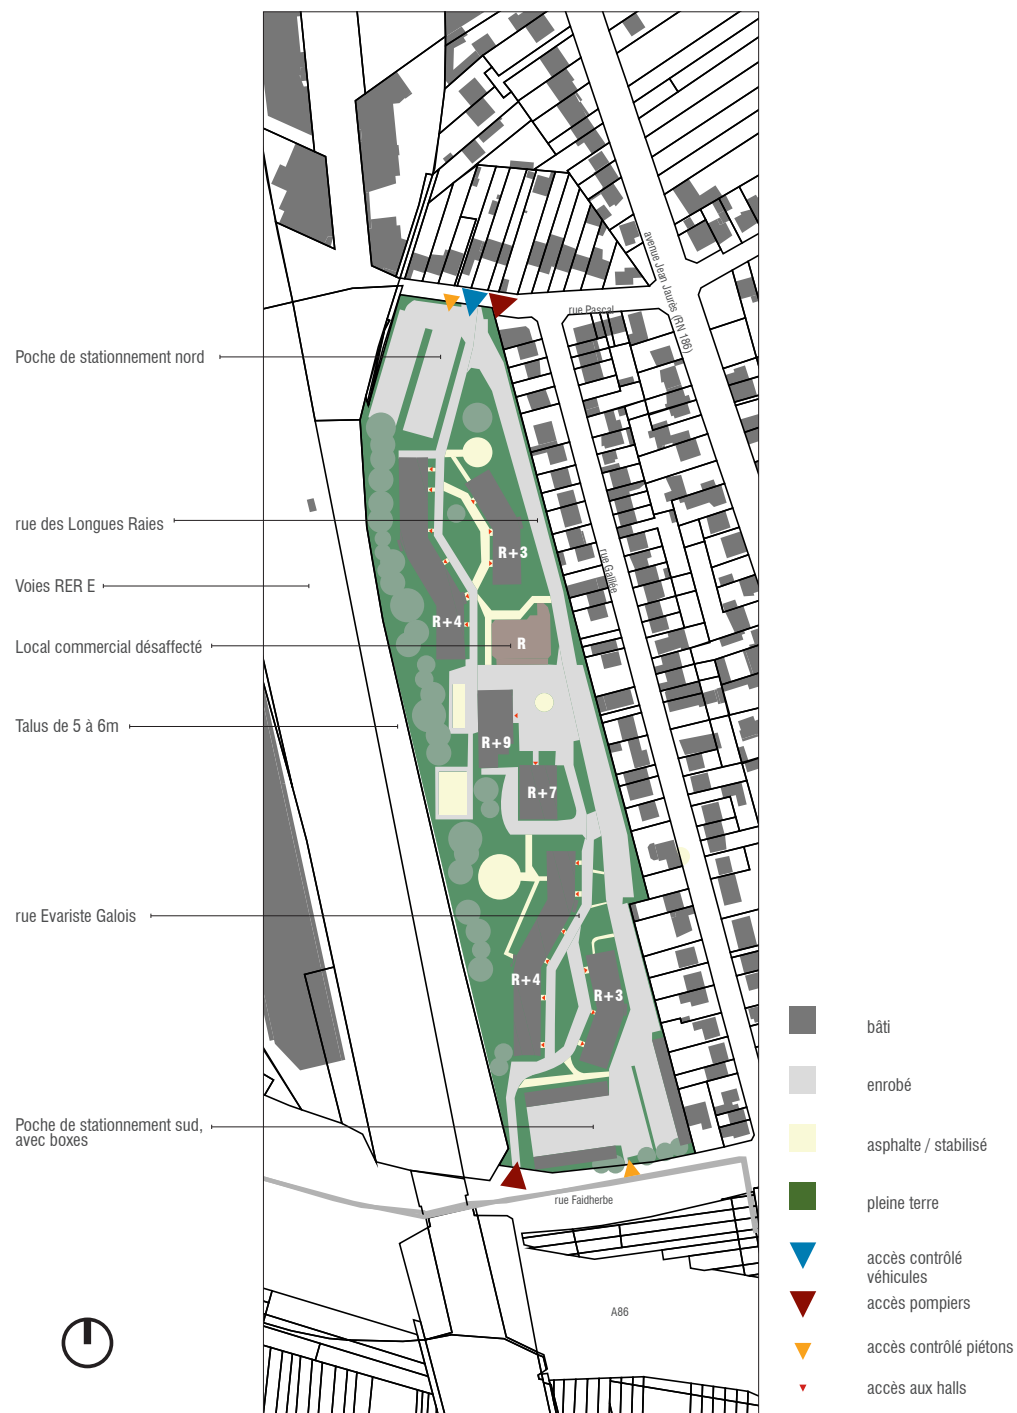 avenue Jean Jaurès (RN 186)
rue Pascal
Poche de stationnement nord
rue des Longues Raies
R+3
rue Galilée
Voies RER E
R+4
Local commercial désaffecté
R
Talus de 5 à 6m
R+9
R+7
rue Evariste Galois
R+4
R+3
Poche de stationnement sud,
avec boxes
rue Faidherbe
A86
bâti
enrobé
asphalte / stabilisé
pleine terre
accès contrôlé
véhicules
accès pompiers
accès contrôlé piétons
accès aux halls